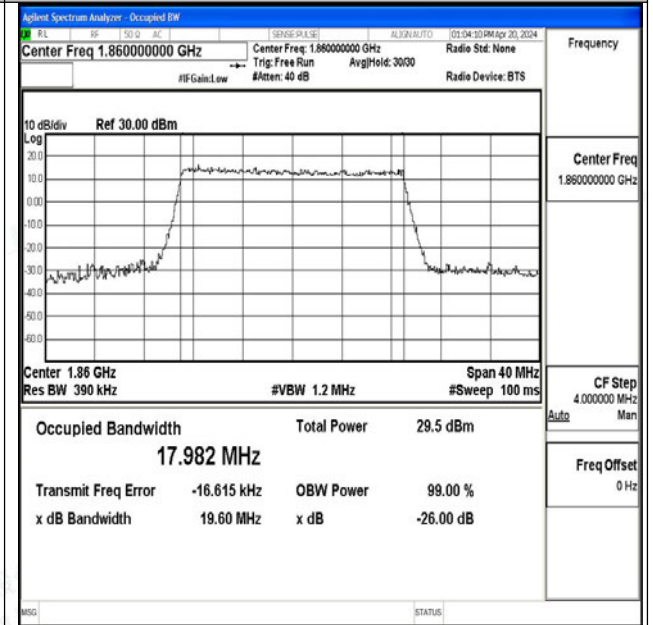 Agilent Spectrum Analyzer - Occupied BW
RL RF 50 Ω AC SENSE:PULSE ALIGN AUTO 01:04:10 PM Apr 20, 2024
Center Freq 1.860000000 GHz
Center Freq: 1.860000000 GHz
Radio Std: None
Trig: Free Run Avg|Hold: 30/30
#IFGain:Low
#Atten: 40 dB
Radio Device: BTS
10 dB/div Ref 30.00 dBm
Log
20.0
10.0
0.00
-10.0
-20.0
-30.0
-40.0
-50.0
-60.0
Center 1.86 GHz Span 40 MHz
Res BW 390 kHz #VBW 1.2 MHz #Sweep 100 ms
Occupied Bandwidth Total Power 29.5 dBm
17.982 MHz
Transmit Freq Error -16.615 kHz OBW Power 99.00 %
x dB Bandwidth 19.60 MHz x dB -26.00 dB
MSG STATUS
Frequency
Center Freq
1.860000000 GHz
CF Step
4.000000 MHz
Auto Man
Freq Offset
0 Hz